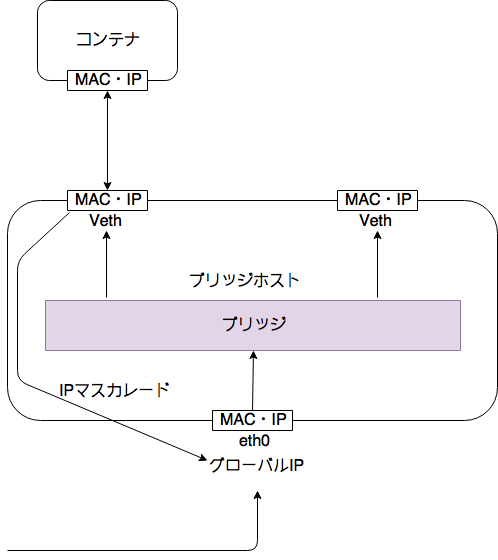 コンテナ
MAC・IP
MAC・IP
Veth
MAC・IP
Veth
ブリッジホスト
ブリッジ
IPマスカレード
MAC・IP
eth0
グローバルIP